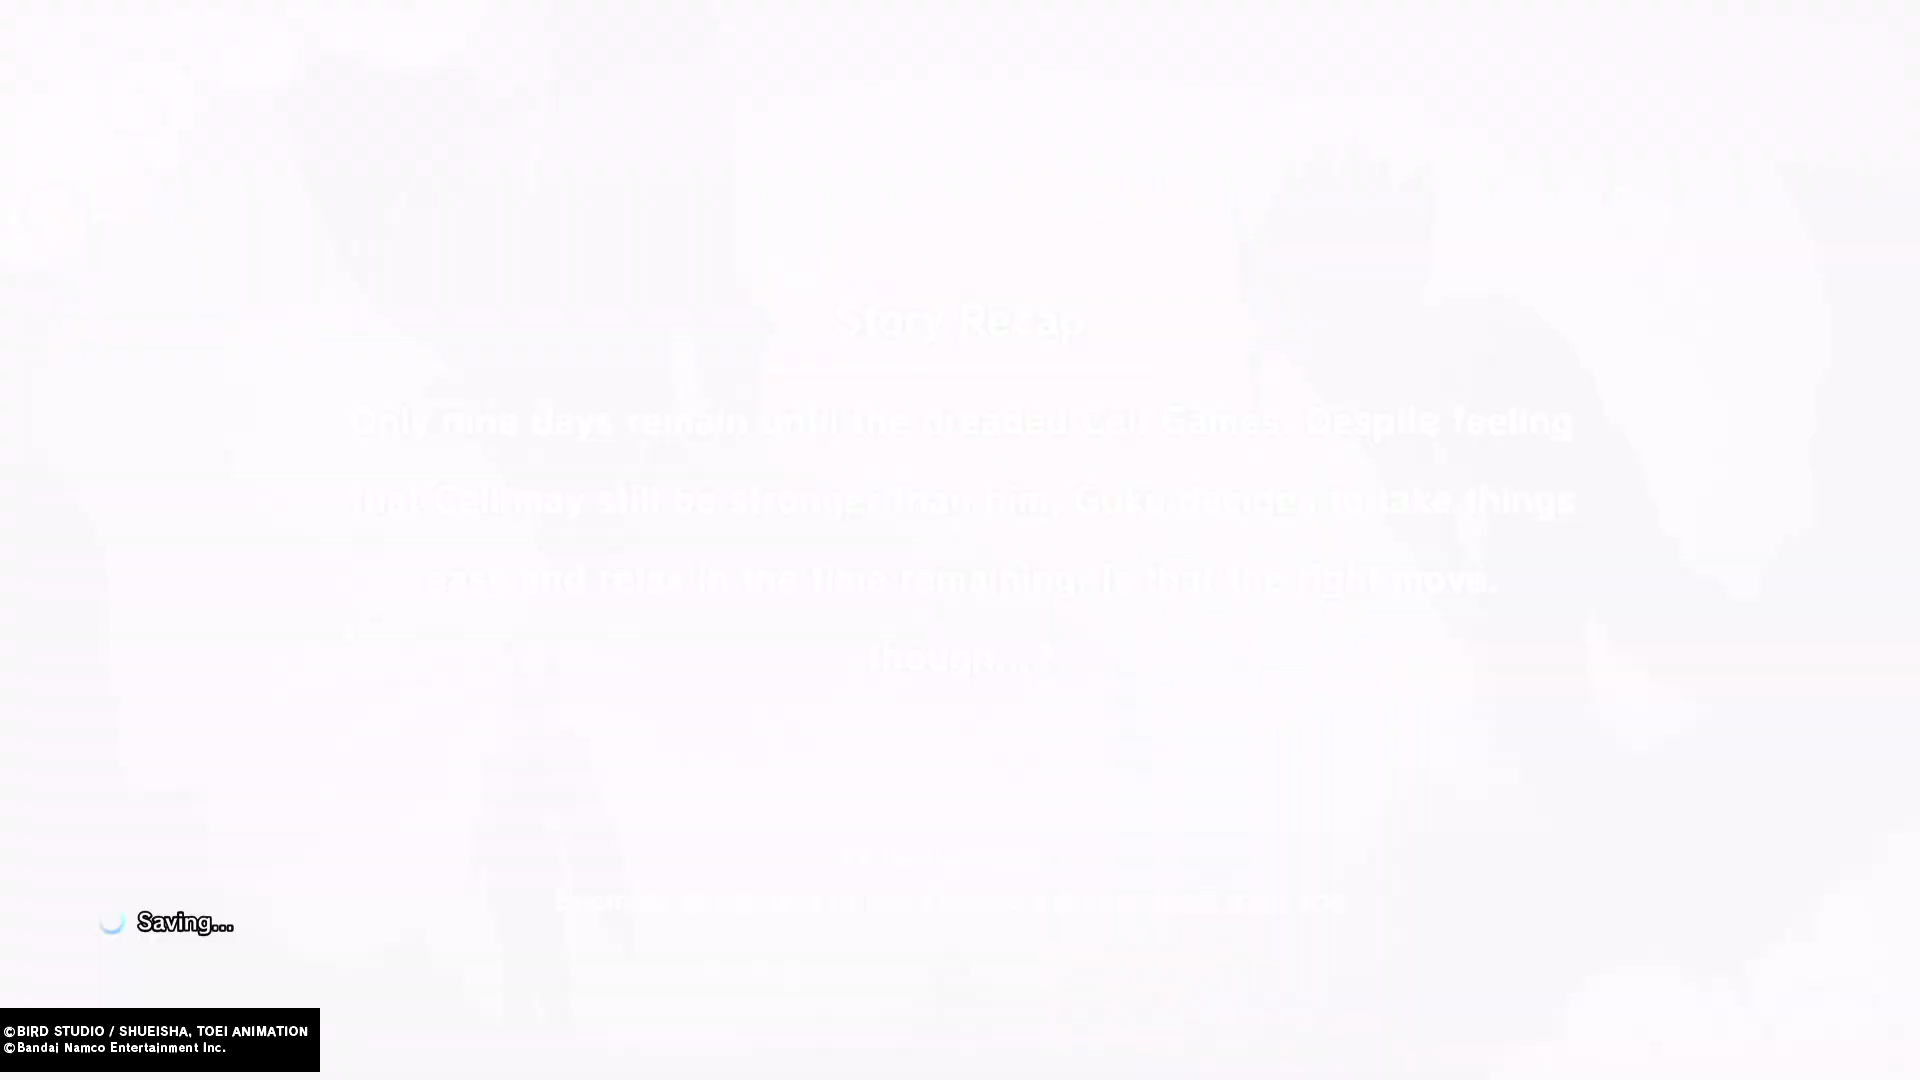 Story Recap
Only nine days remain until the dreaded Cell Games. Despite feeling
that Cell may still be stronger than him, Goku decides to take things
easy and relax in the time remaining. Is that the right move,
though...?
Saving...
©BIRD STUDIO / SHUEISHA, TOEI ANIMATION
©Bandai Namco Entertainment Inc.